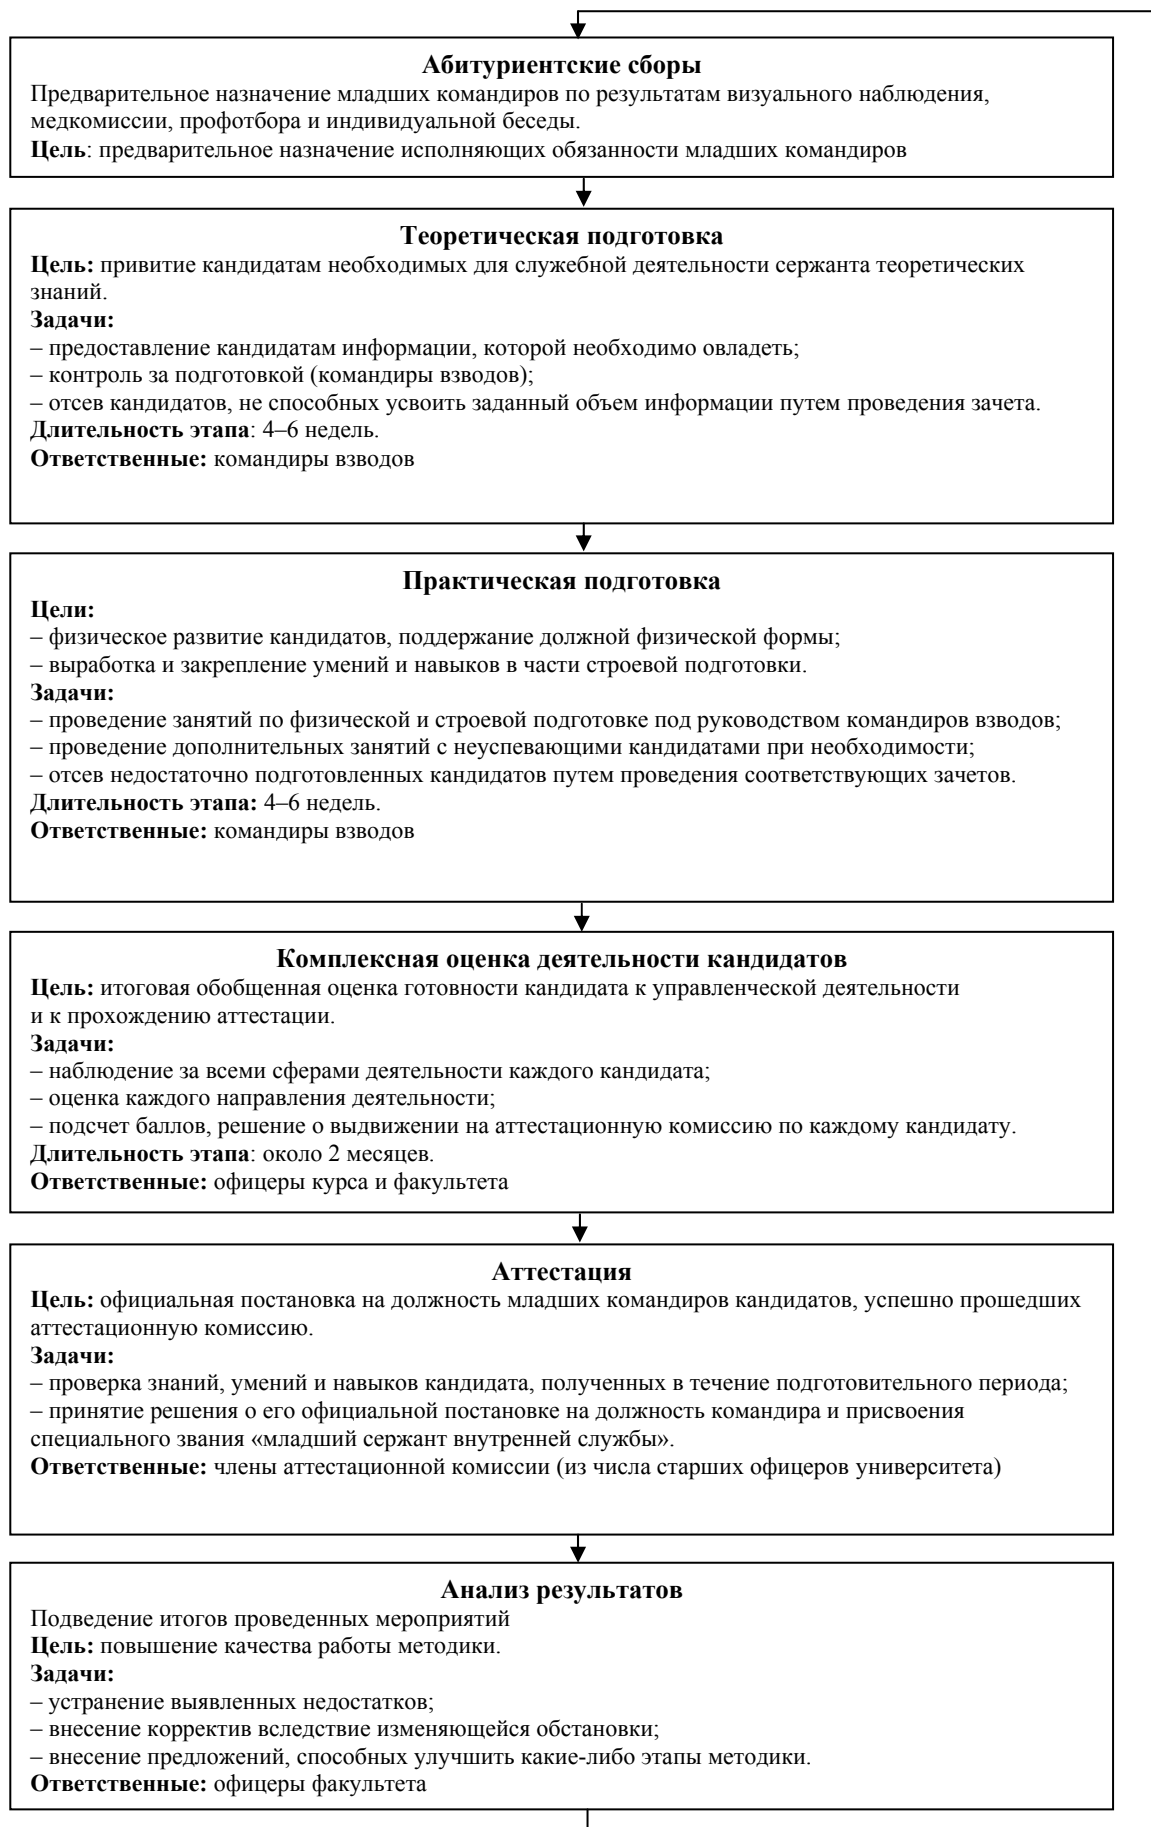 Абитуриентские сборы
Предварительное назначение младших командиров по результатам визуального наблюдения,
медкомиссии, профотбора и индивидуальной беседы.
Цель: предварительное назначение исполняющих обязанности младших командиров
Теоретическая подготовка
Цель: привитие кандидатам необходимых для служебной деятельности сержанта теоретических
знаний.
Задачи:
– предоставление кандидатам информации, которой необходимо овладеть;
– контроль за подготовкой (командиры взводов);
– отсев кандидатов, не способных усвоить заданный объем информации путем проведения зачета.
Длительность этапа: 4–6 недель.
Ответственные: командиры взводов
Практическая подготовка
Цели:
– физическое развитие кандидатов, поддержание должной физической формы;
– выработка и закрепление умений и навыков в части строевой подготовки.
Задачи:
– проведение занятий по физической и строевой подготовке под руководством командиров взводов;
– проведение дополнительных занятий с неуспевающими кандидатами при необходимости;
– отсев недостаточно подготовленных кандидатов путем проведения соответствующих зачетов.
Длительность этапа: 4–6 недель.
Ответственные: командиры взводов
Комплексная оценка деятельности кандидатов
Цель: итоговая обобщенная оценка готовности кандидата к управленческой деятельности
и к прохождению аттестации.
Задачи:
– наблюдение за всеми сферами деятельности каждого кандидата;
– оценка каждого направления деятельности;
– подсчет баллов, решение о выдвижении на аттестационную комиссию по каждому кандидату.
Длительность этапа: около 2 месяцев.
Ответственные: офицеры курса и факультета
Аттестация
Цель: официальная постановка на должность младших командиров кандидатов, успешно прошедших
аттестационную комиссию.
Задачи:
– проверка знаний, умений и навыков кандидата, полученных в течение подготовительного периода;
– принятие решения о его официальной постановке на должность командира и присвоения
специального звания «младший сержант внутренней службы».
Ответственные: члены аттестационной комиссии (из числа старших офицеров университета)
Анализ результатов
Подведение итогов проведенных мероприятий
Цель: повышение качества работы методики.
Задачи:
– устранение выявленных недостатков;
– внесение корректив вследствие изменяющейся обстановки;
– внесение предложений, способных улучшить какие-либо этапы методики.
Ответственные: офицеры факультета